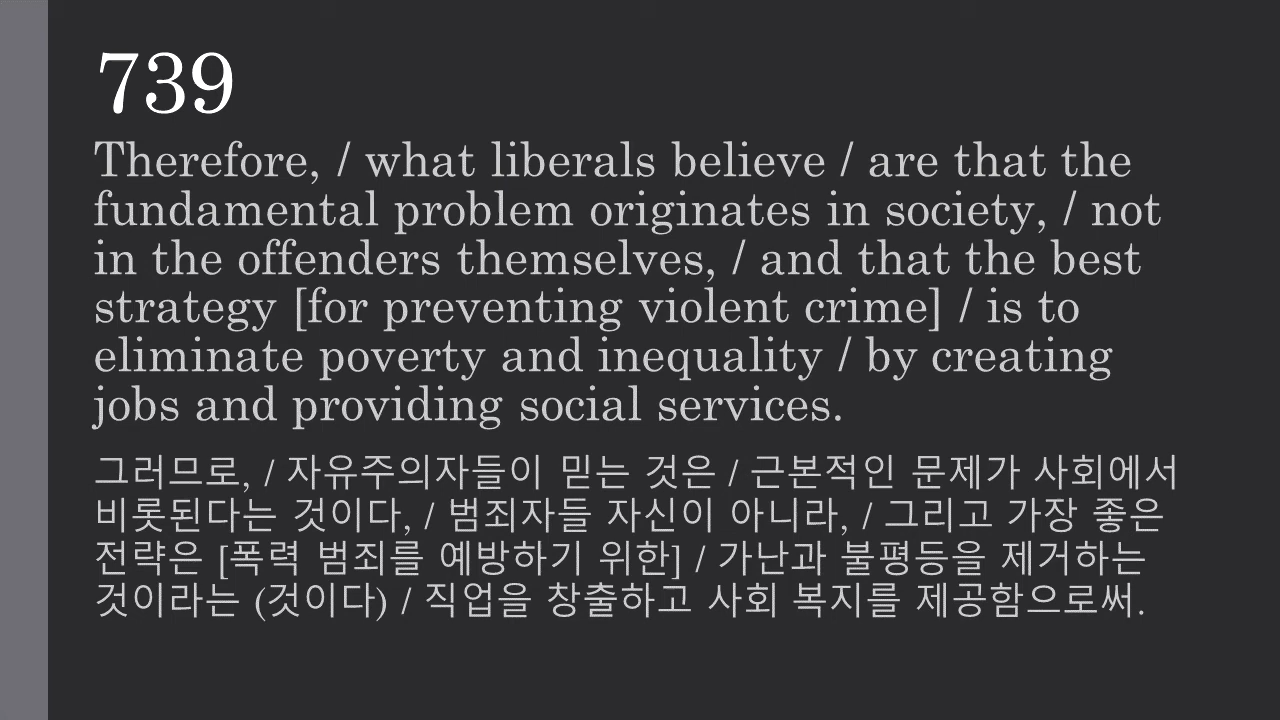 739
Therefore, / what liberals believe / are that the
fundamental problem originates in society, / not
in the offenders themselves, / and that the best
strategy [for preventing violent crime] / is to
eliminate poverty and inequality / by creating
jobs and providing social services.
그러므로, / 자유주의자들이 믿는 것은 / 근본적인 문제가 사회에서
비롯된다는 것이다, / 범죄자들 자신이 아니라, / 그리고 가장 좋은
전략은 [폭력 범죄를 예방하기 위한] / 가난과 불평등을 제거하는
것이라는 (것이다) / 직업을 창출하고 사회 복지를 제공함으로써.